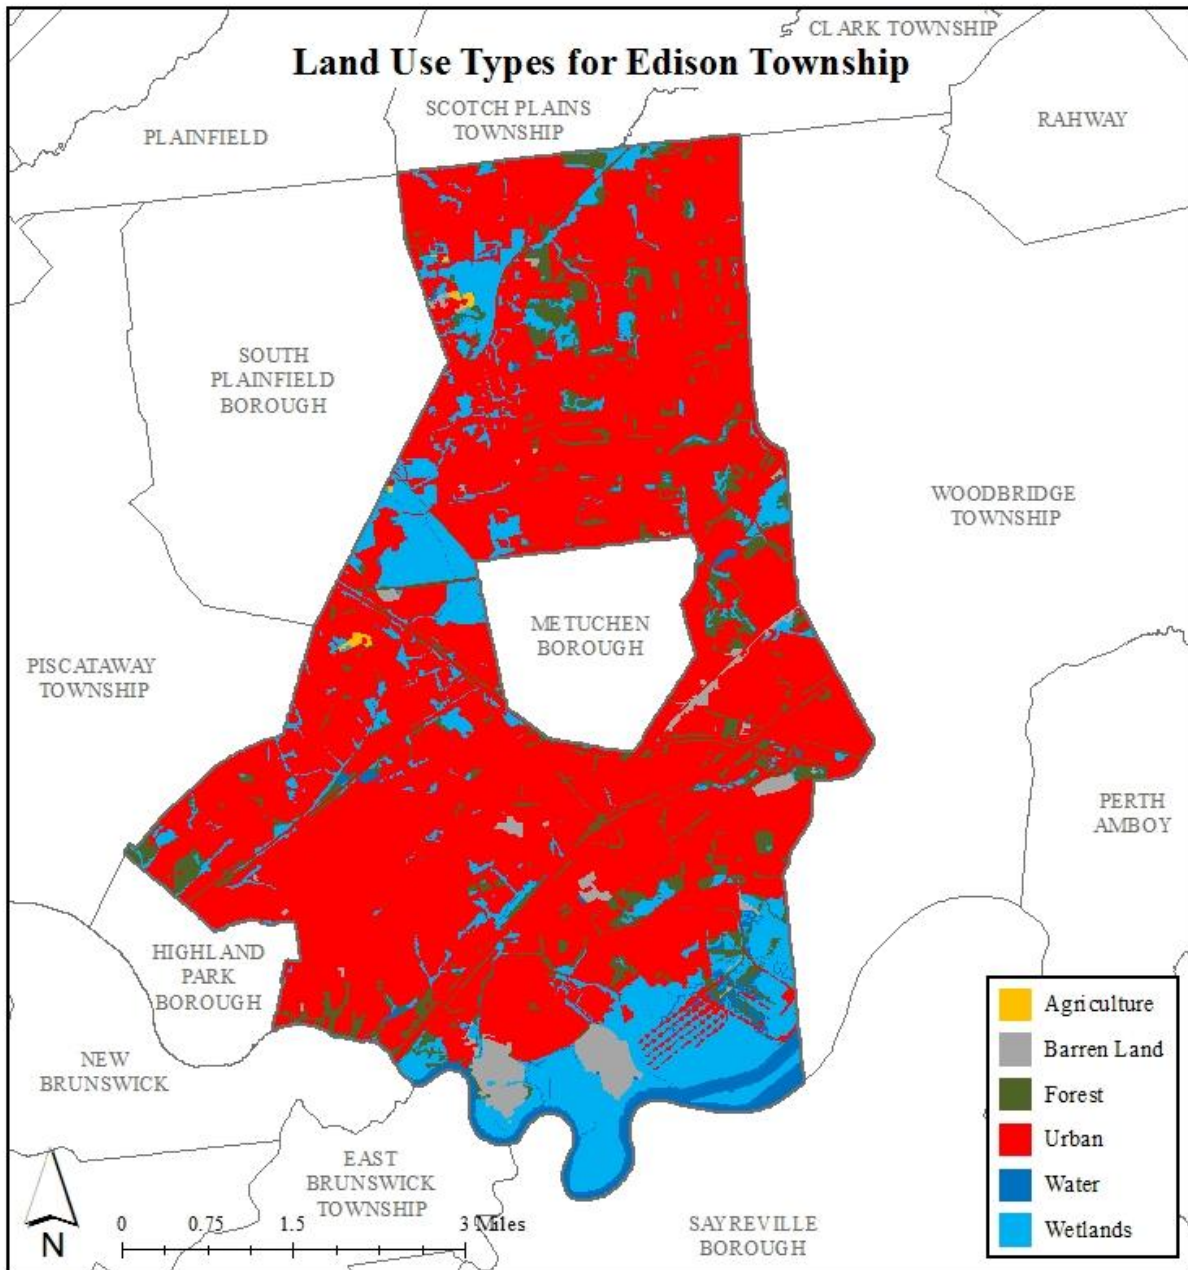 CLARK TOWNSHIP
Land Use Types for Edison Township
SCOTCH PLAINS
TOWNSHIP
PLAINFIELD
RAHWAY
SOUTH
PLAINFIELD
BOROUGH
WOODBRIDGE
TOWNSHIP
METUCHEN
BOROUGH
PISCATAWAY
TOWNSHIP
PERTH
AMBOY
HIGHLAND
PARK
BOROUGH
NEW
BRUNSWICK
EAST
BRUNSWICK
TOWNSHIP
SAYREVILLE
BOROUGH
Agriculture
Barren Land
Forest
Urban
Water
Wetlands
N
0 0.75 1.5 3 Miles